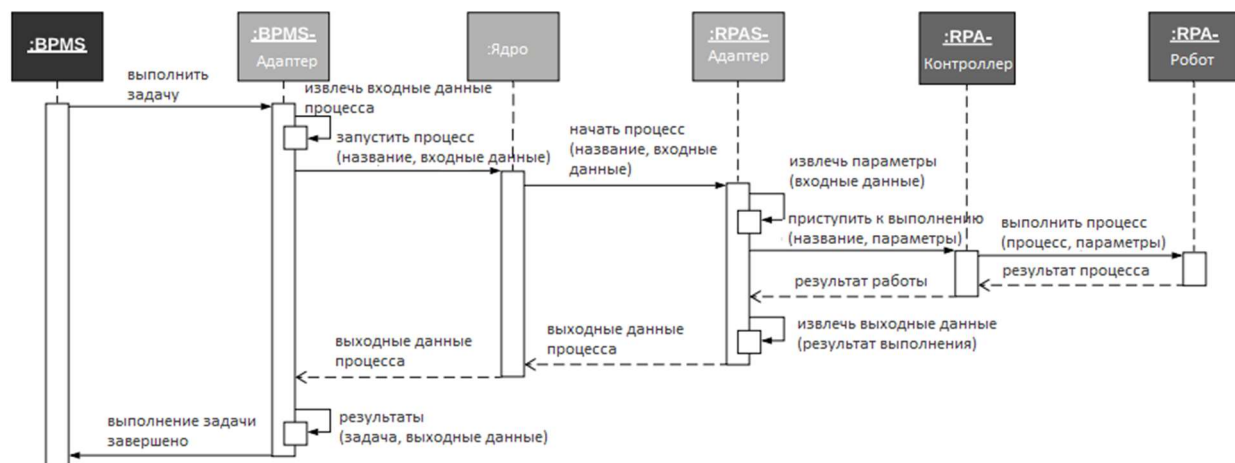 :BPMS
:BPMS-
Адаптер
:Ядро
:RPAS-
Адаптер
:RPA-
Контроллер
:RPA-
Робот
выполнить
задачу
извлечь входные данные
процесса
запустить процесс
(название, входные данные)
начать процесс
(название, входные
данные)
извлечь параметры
(входные данные)
приступить к выполнению
(название, параметры)
выполнить процесс
(процесс, параметры)
результат процесса
результат работы
извлечь выходные данные
(результат выполнения)
выходные данные
процесса
выходные данные
процесса
результаты
(задача, выходные данные)
выполнение задачи
завершено